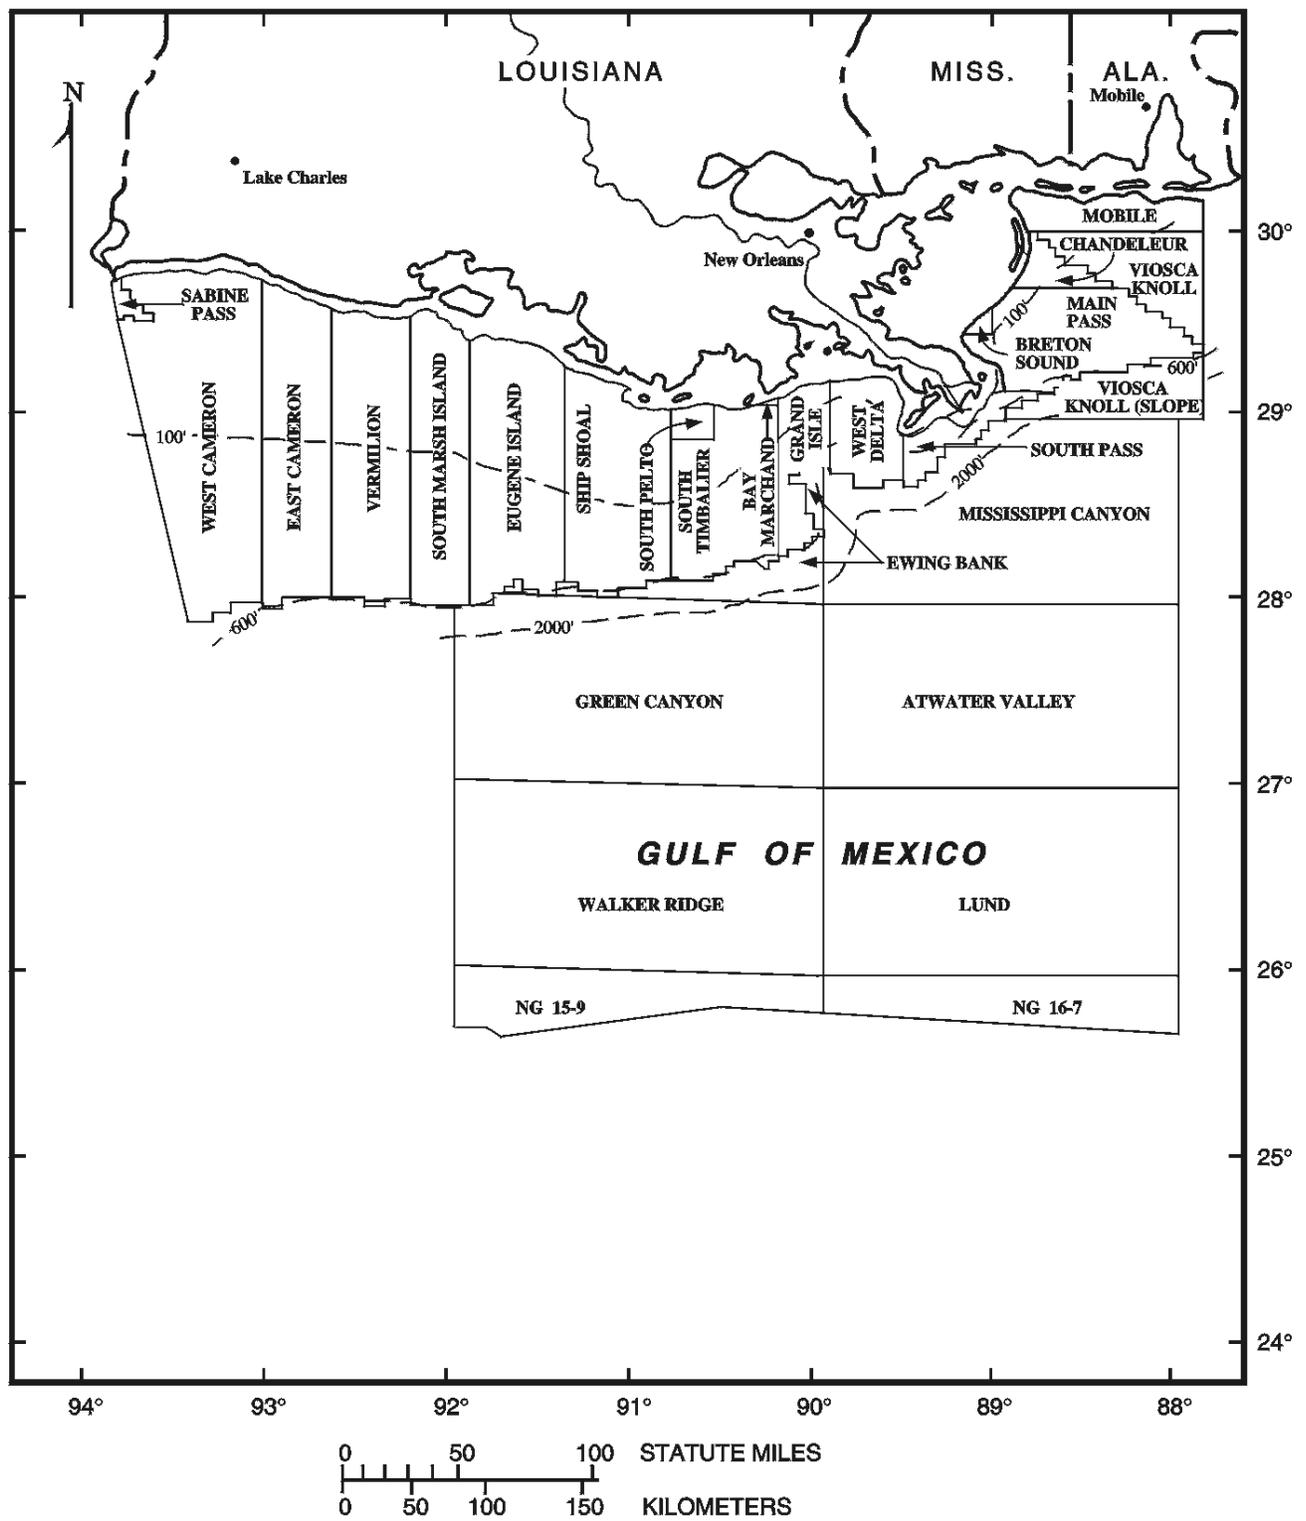 LOUISIANA
MISS.
ALA.
Mobile
N
Lake Charles
New Orleans
MOBILE
30°
CHANDELEUR
VIOSCA
KNOLL
SABINE
PASS
MAIN
PASS
100'
BRETON
SOUND
600'
VIOSCA
KNOLL (SLOPE)
29°
100'
WEST CAMERON
EAST CAMERON
VERMILION
SOUTH MARSH ISLAND
EUGENE ISLAND
SHIP SHOAL
SOUTH PELTO
SOUTH
TIMBALIER
BAY
MARCHAND
GRAND
ISLE
WEST
DELTA
SOUTH PASS
2000'
MISSISSIPPI CANYON
EWING BANK
28°
600'
2000'
GREEN CANYON
ATWATER VALLEY
27°
GULF OF MEXICO
WALKER RIDGE
LUND
26°
NG 15-9
NG 16-7
25°
24°
94° 93° 92° 91° 90° 89° 88°
0 50 100 STATUTE MILES
0 50 100 150 KILOMETERS